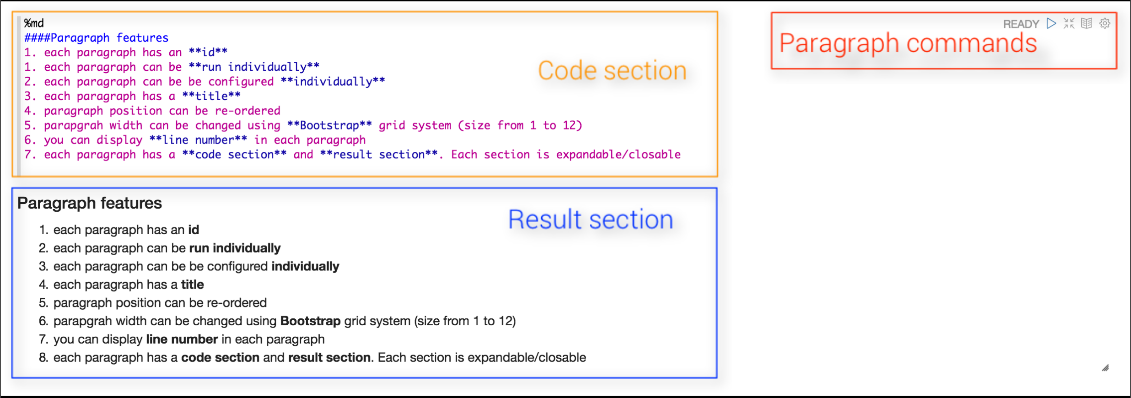 %md
####Paragraph features
1. each paragraph has an **id**
1. each paragraph can be **run individually**
2. each paragraph can be be configured **individually**
3. each paragraph has a **title**
4. paragraph position can be re-ordered
5. parapgrah width can be changed using **Bootstrap** grid system (size from 1 to 12)
6. you can display **line number** in each paragraph
7. each paragraph has a **code section** and **result section**. Each section is expandable/closable
Code section
READY
Paragraph commands
Paragraph features
1. each paragraph has an id
2. each paragraph can be run individually
3. each paragraph can be be configured individually
4. each paragraph has a title
5. paragraph position can be re-ordered
6. parapgrah width can be changed using Bootstrap grid system (size from 1 to 12)
7. you can display line number in each paragraph
8. each paragraph has a code section and result section. Each section is expandable/closable
Result section